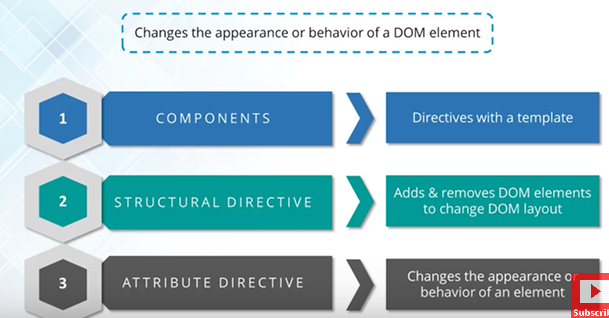 Changes the appearance or behavior of a DOM element
1
COMPONENTS
Directives with a template
2
STRUCTURAL DIRECTIVE
Adds & removes DOM elements
to change DOM layout
3
ATTRIBUTE DIRECTIVE
Changes the appearance or
behavior of an element
Subscri